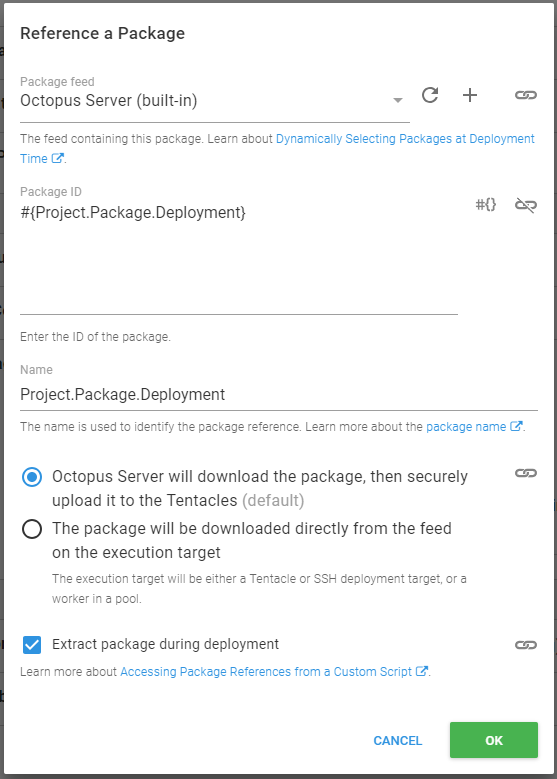 Reference a Package
Package feed
Octopus Server (built-in)
The feed containing this package. Learn about Dynamically Selecting Packages at Deployment
Time.
Package ID
#{Project.Package.Deployment}
#{}
Enter the ID of the package.
Name
Project.Package.Deployment
The name is used to identify the package reference. Learn more about the package name.
Octopus Server will download the package, then securely
upload it to the Tentacles (default)
The package will be downloaded directly from the feed
on the execution target
The execution target will be either a Tentacle or SSH deployment target, or a
worker in a pool.
Extract package during deployment
Learn more about Accessing Package References from a Custom Script.
CANCEL
OK